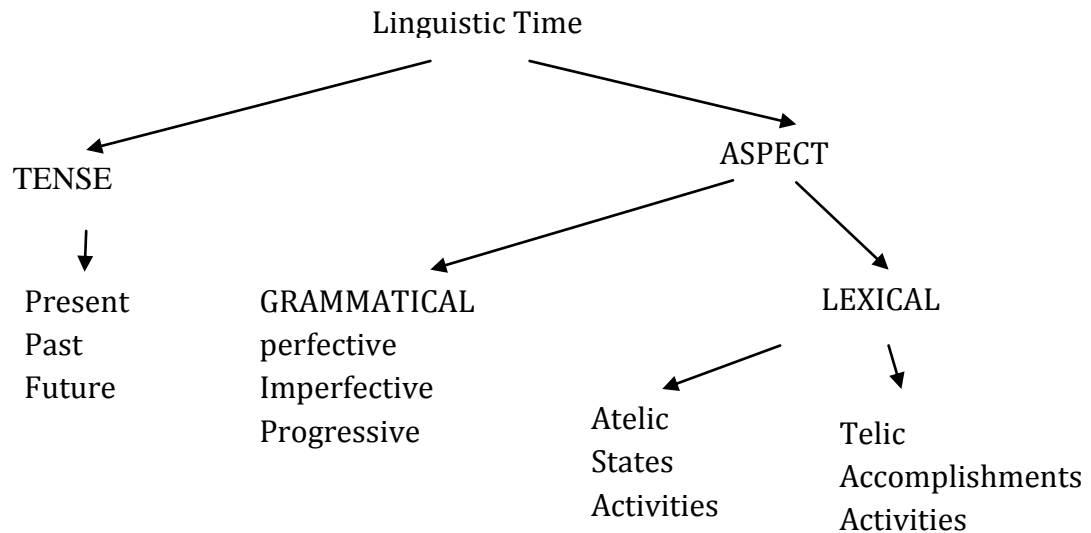 Linguistic Time
TENSE
ASPECT
Present
Past
Future
GRAMMATICAL
perfective
Imperfective
Progressive
LEXICAL
Atelic
States
Activities
Telic
Accomplishments
Activities